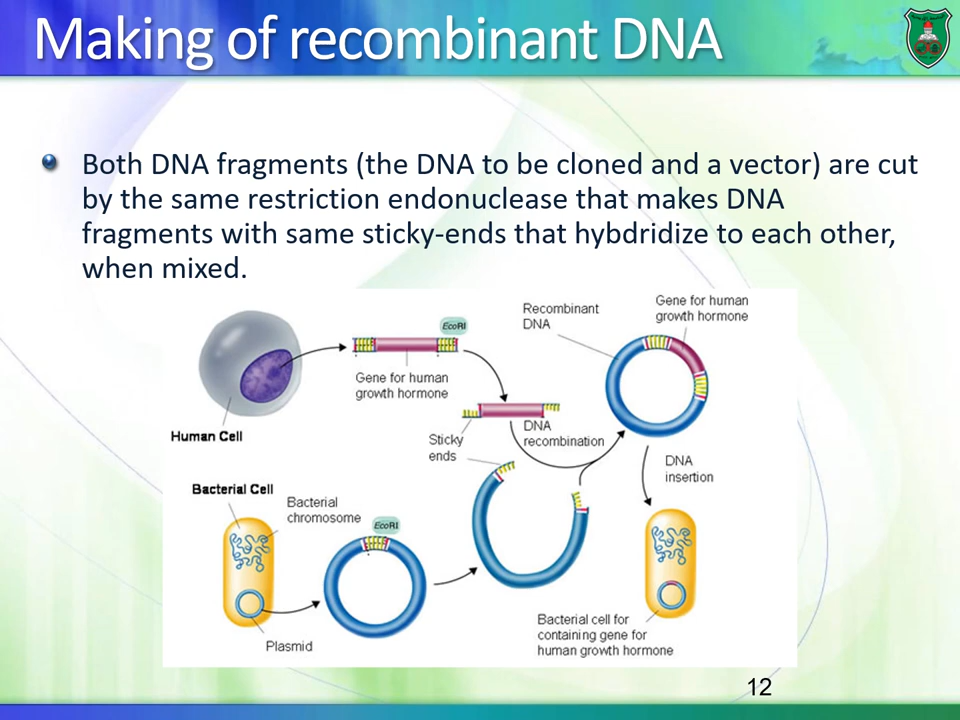 Making of recombinant DNA
Both DNA fragments (the DNA to be cloned and a vector) are cut
by the same restriction endonuclease that makes DNA
fragments with same sticky-ends that hybdridize to each other,
when mixed.
Recombinant
DNA
Gene for human
growth hormone
EcoRI
Gene for human
growth hormone
Human Cell
Sticky
ends
DNA
recombination
DNA
insertion
Bacterial Cell
Bacterial
chromosome
EcoRI
Plasmid
Bacterial cell for
containing gene for
human growth hormone
12